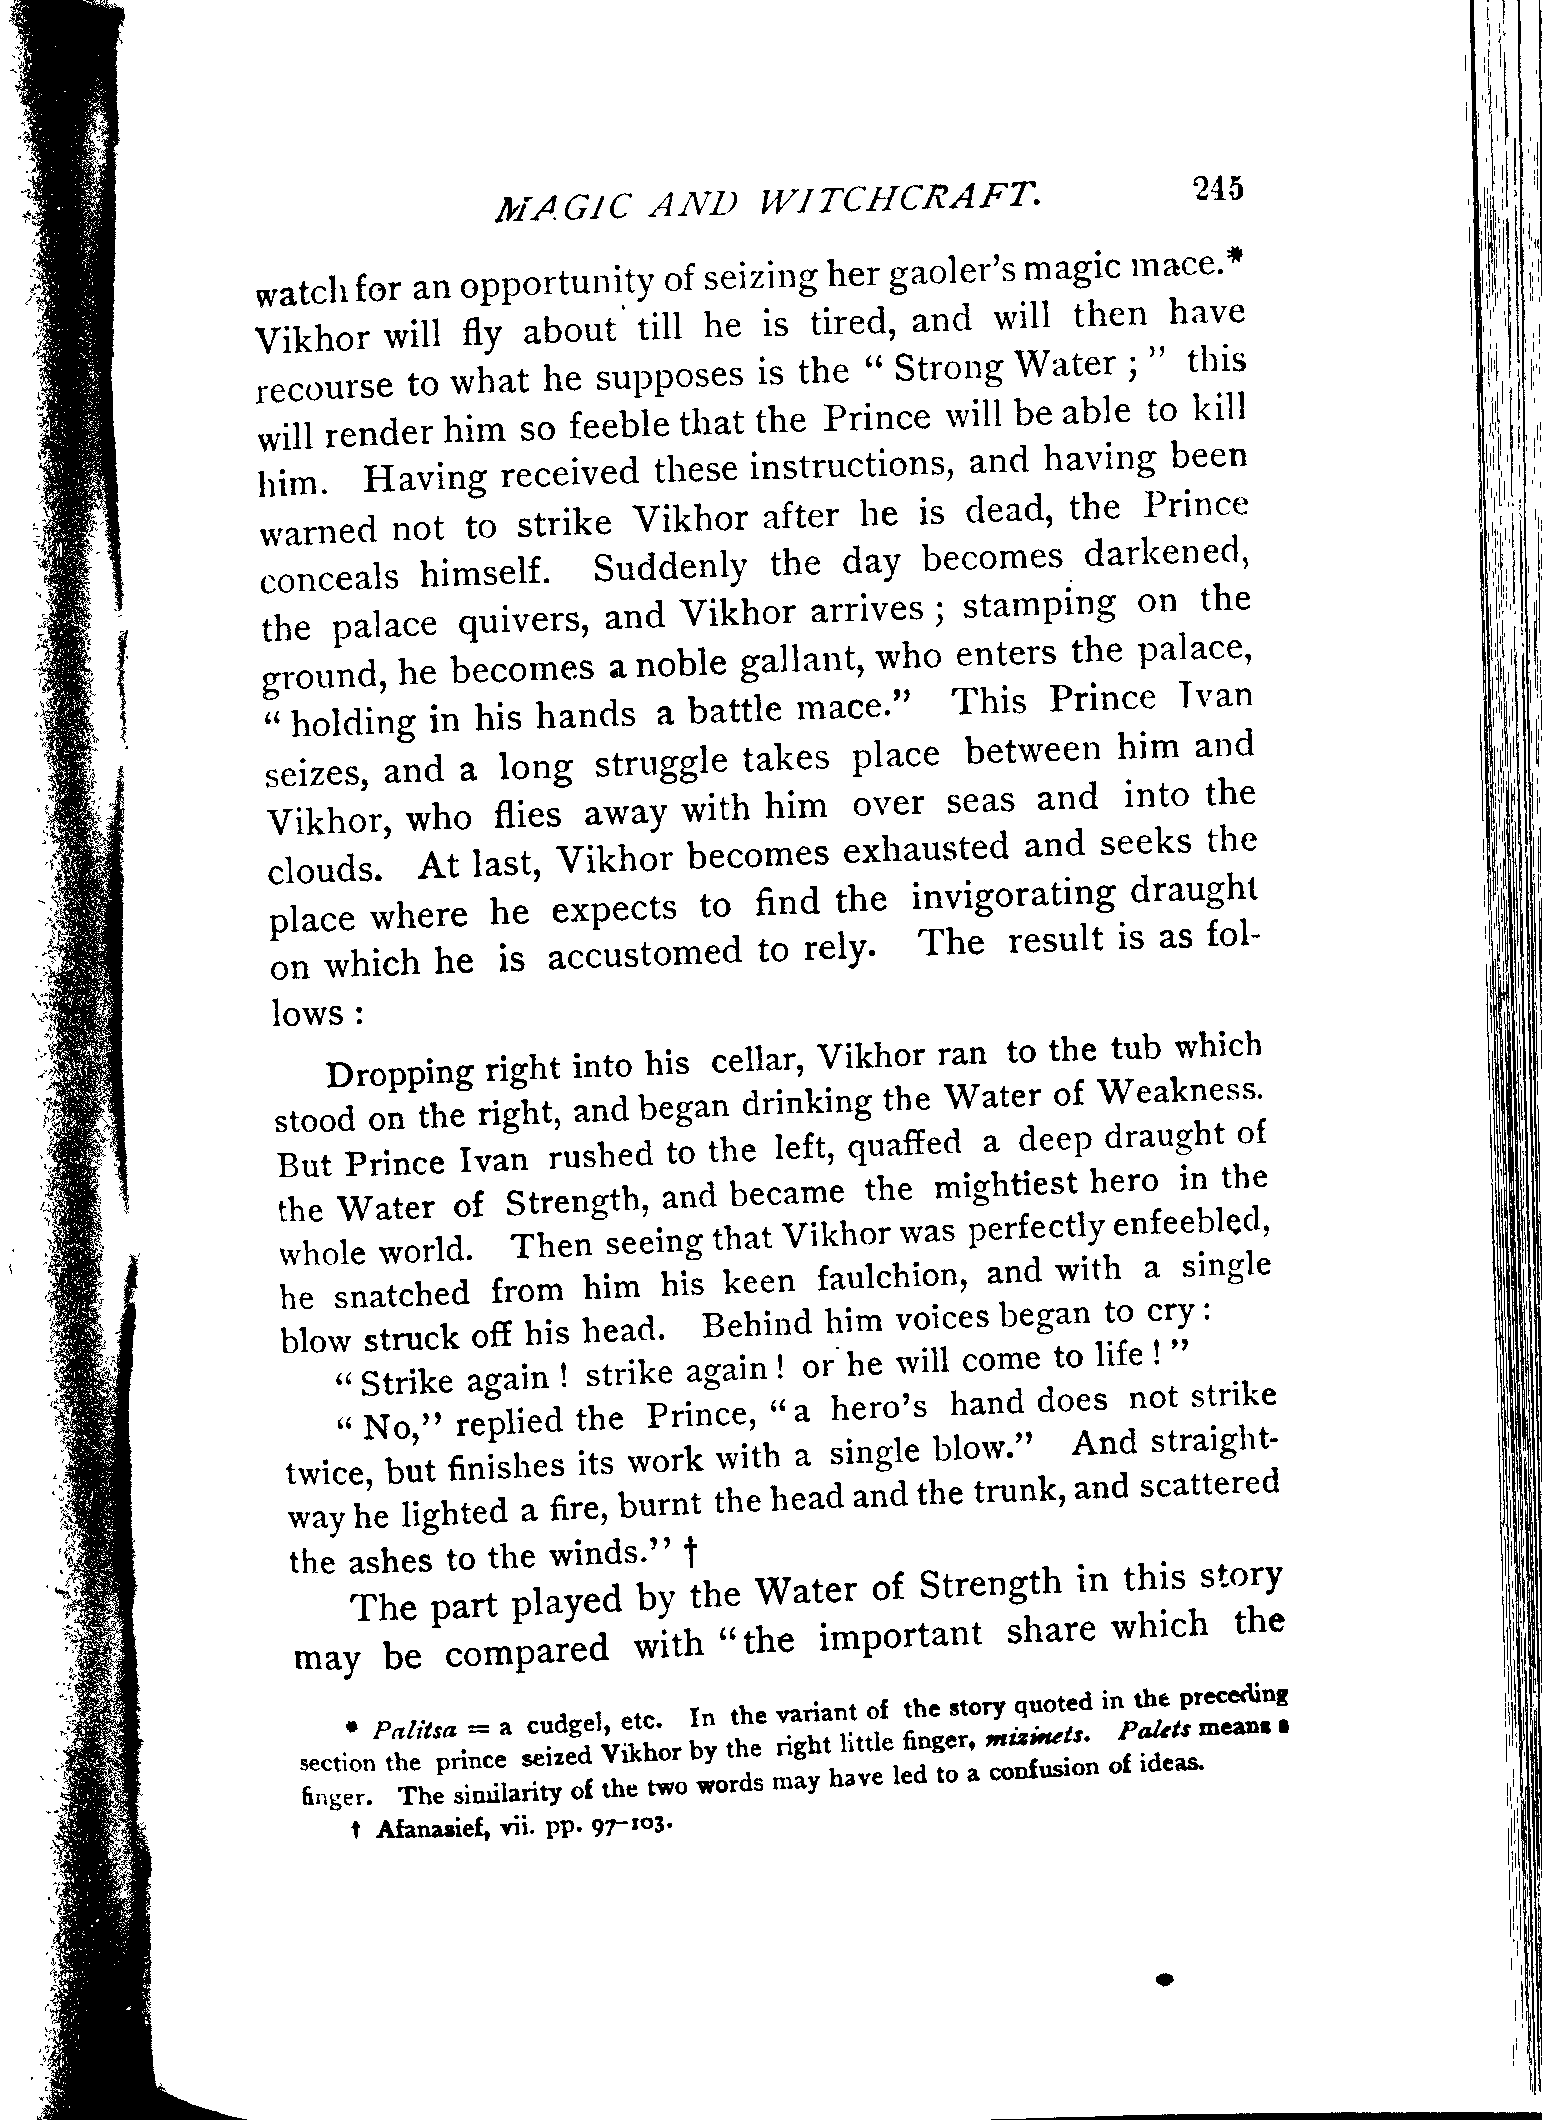 MAGIC AND WITCHCRAFT. 245
watch for an opportunity of seizing her gaoler's magic mace.*
Vikhor will fly about till he is tired, and will then have
recourse to what he supposes is the “ Strong Water ; ” this
will render him so feeble that the Prince will be able to kill
him. Having received these instructions, and having been
warned not to strike Vikhor after he is dead, the Prince
conceals himself. Suddenly the day becomes darkened,
the palace quivers, and Vikhor arrives ; stamping on the
ground, he becomes a noble gallant, who enters the palace,
“ holding in his hands a battle mace.” This Prince Ivan
seizes, and a long struggle takes place between him and
Vikhor, who flies away with him over seas and into the
clouds. At last, Vikhor becomes exhausted and seeks the
place where he expects to find the invigorating draught
on which he is accustomed to rely. The result is as fol-
lows :
Dropping right into his cellar, Vikhor ran to the tub which
stood on the right, and began drinking the Water of Weakness.
But Prince Ivan rushed to the left, quaffed a deep draught of
the Water of Strength, and became the mightiest hero in the
whole world. Then seeing that Vikhor was perfectly enfeebled,
he snatched from him his keen faulchion, and with a single
blow struck off his head. Behind him voices began to cry :
“ Strike again ! strike again ! or he will come to life ! ”
“ No,” replied the Prince, “ a hero's hand does not strike
twice, but finishes its work with a single blow.” And straight-
way he lighted a fire, burnt the head and the trunk, and scattered
the ashes to the winds.” †
The part played by the Water of Strength in this story
may be compared with “ the important share which the
* Palitsa = a cudgel, etc. In the variant of the story quoted in the preceding
section the prince seized Vikhor by the right little finger, mizinets. Palets means a
finger. The similarity of the two words may have led to a confusion of ideas.
† Afanasief, vii. pp. 97–103.